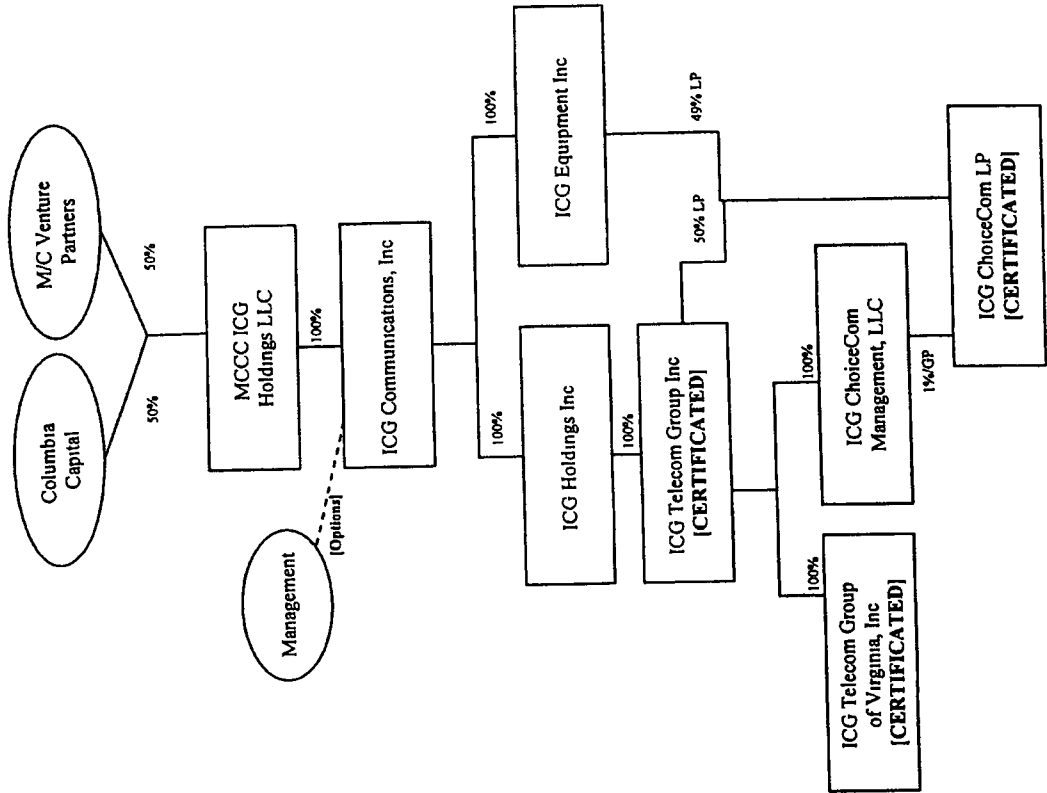 Columbia
Capital
M/C Venture
Partners
50%
50%
MCCC ICG
Holdings LLC
100%
Management
[Options]
ICG Communications, Inc
100%
100%
ICG Holdings Inc
ICG Equipment Inc
100%
50% LP
49% LP
ICG Telecom Group Inc
[CERTIFICATED]
100%
100%
ICG Telecom Group
of Virginia, Inc
[CERTIFICATED]
ICG ChoiceCom
Management, LLC
1%/GP
ICG ChoiceCom LP
[CERTIFICATED]